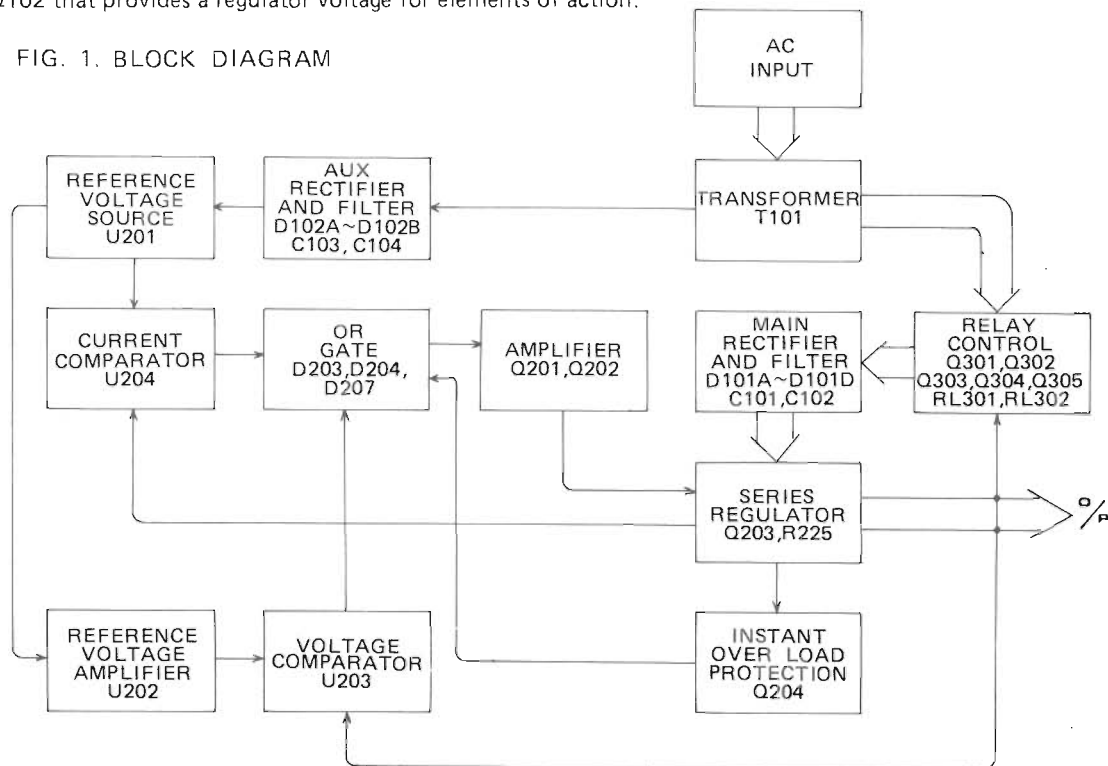 Q102 that provides a regulator voltage for elements of action.
FIG. 1. BLOCK DIAGRAM
AC
INPUT
REFERENCE
VOLTAGE
SOURCE
U201
AUX
RECTIFIER
AND FILTER
D102A~D102B
C103, C104
TRANSFORMER
T101
CURRENT
COMPARATOR
U204
OR
GATE
D203,D204,
D207
AMPLIFIER
Q201,Q202
MAIN
RECTIFIER
AND FILTER
D101A~D101D
C101,C102
RELAY
CONTROL
Q301,Q302
Q303,Q304,Q305
RL301,RL302
SERIES
REGULATOR
Q203,R225
O/P
REFERENCE
VOLTAGE
AMPLIFIER
U202
VOLTAGE
COMPARATOR
U203
INSTANT
OVER LOAD
PROTECTION
Q204